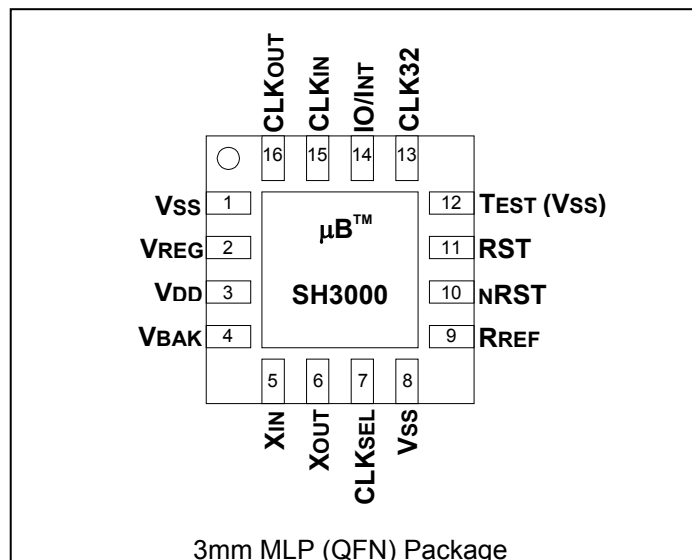 CLKOUT
CLKIN
IO/INT
CLK32
16
15
14
13
VSS 1
VREG 2
VDD 3
VBAK 4
µB™
SH3000
12 TEST (VSS)
11 RST
10 NRST
9 RREF
5
6
7
8
XIN
XOUT
CLKSEL
VSS
3mm MLP (QFN) Package